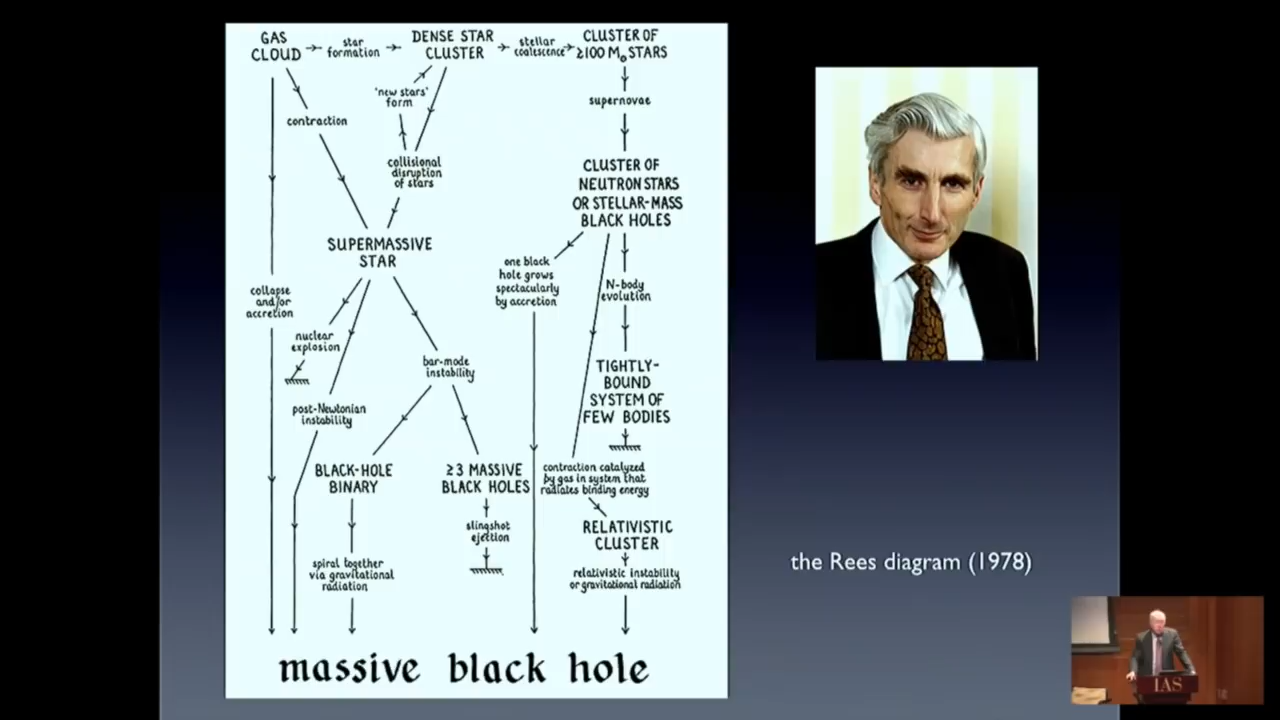 GAS
CLOUD
star
formation
DENSE STAR
CLUSTER
stellar
coalescence
CLUSTER OF
≥100 M⊙ STARS
'new stars'
form
supernovae
contraction
collisional
disruption
of stars
CLUSTER OF
NEUTRON STARS
OR STELLAR-MASS
BLACK HOLES
SUPERMASSIVE
STAR
one black
hole grows
spectacularly
by accretion
N-body
evolution
collapse
and/or
accretion
nuclear
explosion
bar-mode
instability
TIGHTLY-
BOUND
SYSTEM OF
FEW BODIES
post-Newtonian
instability
BLACK-HOLE
BINARY
≥3 MASSIVE
BLACK HOLES
contraction catalyzed
by gas in system that
radiates binding energy
slingshot
ejection
RELATIVISTIC
CLUSTER
spiral together
via gravitational
radiation
relativistic instability
or gravitational radiation
massive black hole
the Rees diagram (1978)
IAS